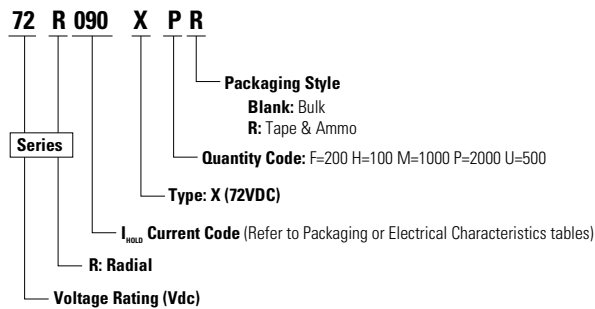 72 R 090 X P R
Packaging Style
Blank: Bulk
R: Tape & Ammo
Series
Quantity Code: F=200 H=100 M=1000 P=2000 U=500
Type: X (72VDC)
IHOLD Current Code (Refer to Packaging or Electrical Characteristics tables)
R: Radial
Voltage Rating (Vdc)